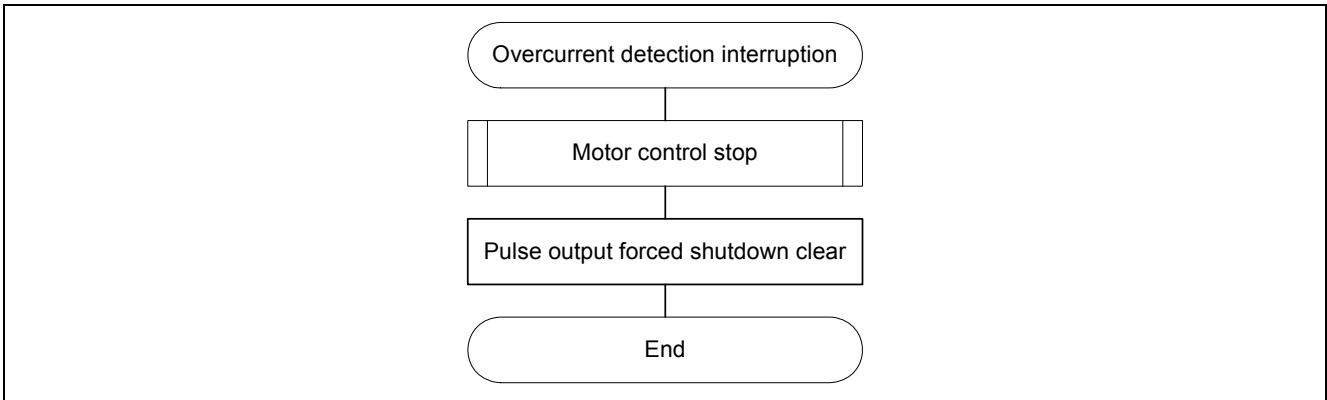 Overcurrent detection interruption
Motor control stop
Pulse output forced shutdown clear
End